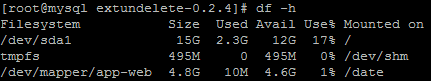 [root@mysql extundelete-0.2.4]# df -h
Filesystem            Size  Used Avail Use% Mounted on
/dev/sda1              15G  2.3G   12G  17% /
tmpfs                 495M     0  495M   0% /dev/shm
/dev/mapper/app-web   4.8G   10M  4.6G   1% /date